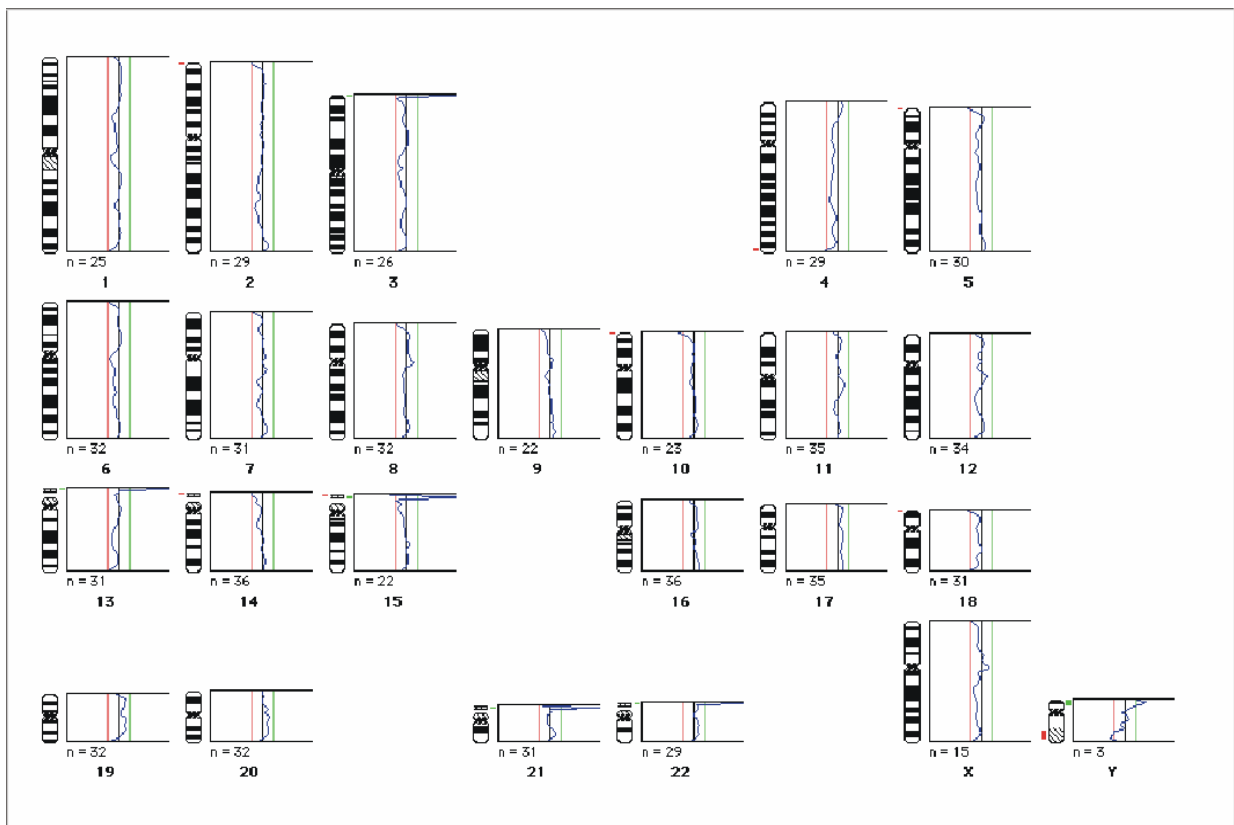 n = 25
n = 29
n = 26
n = 29
n = 30
1
2
3
4
5
n = 32
n = 31
n = 32
n = 22
n = 23
n = 35
n = 34
6
7
8
9
10
11
12
n = 31
n = 36
n = 22
n = 36
n = 35
n = 31
13
14
15
16
17
18
n = 32
n = 32
n = 31
n = 29
n = 15
n = 3
19
20
21
22
X
Y